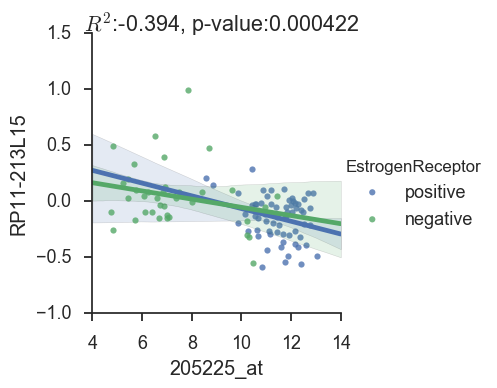 R²:-0.394, p-value:0.000422
1.5
1.0
0.5
0.0
−0.5
−1.0
RP11-213L15
4 6 8 10 12 14
205225_at
EstrogenReceptor
positive
negative